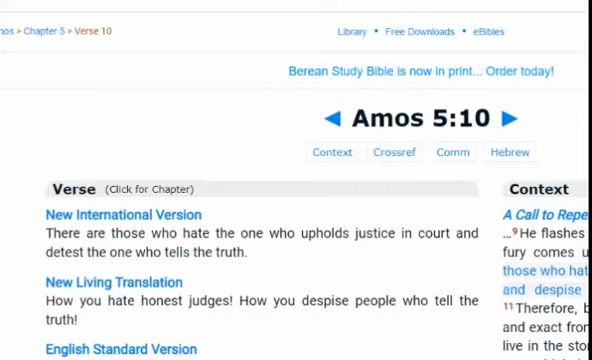 mos > Chapter 5 > Verse 10
Library • Free Downloads • eBibles
Berean Study Bible is now in print... Order today!
◄ Amos 5:10 ►
Context Crossref Comm Hebrew
Verse (Click for Chapter)
New International Version
There are those who hate the one who upholds justice in court and
detest the one who tells the truth.
New Living Translation
How you hate honest judges! How you despise people who tell the
truth!
English Standard Version
Context
A Call to Repe
...9He flashes
fury comes u
those who hat
and despise
11Therefore, b
and exact fron
live in the sto